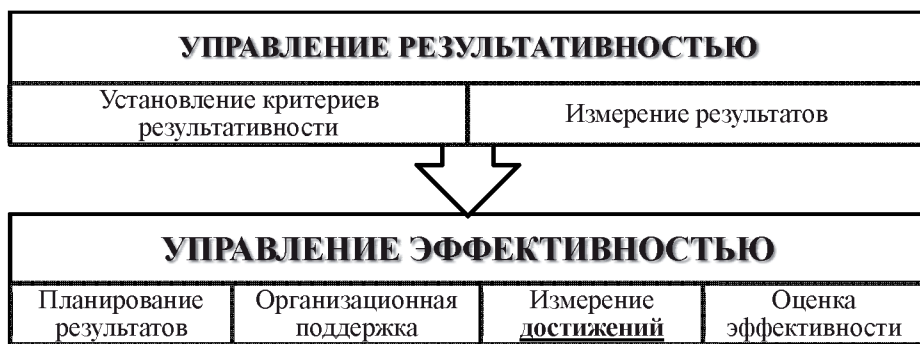 УПРАВЛЕНИЕ РЕЗУЛЬТАТИВНОСТЬЮ
Установление критериев
результативности
Измерение результатов
УПРАВЛЕНИЕ ЭФФЕКТИВНОСТЬЮ
Планирование
результатов
Организационная
поддержка
Измерение
достижений
Оценка
эффективности